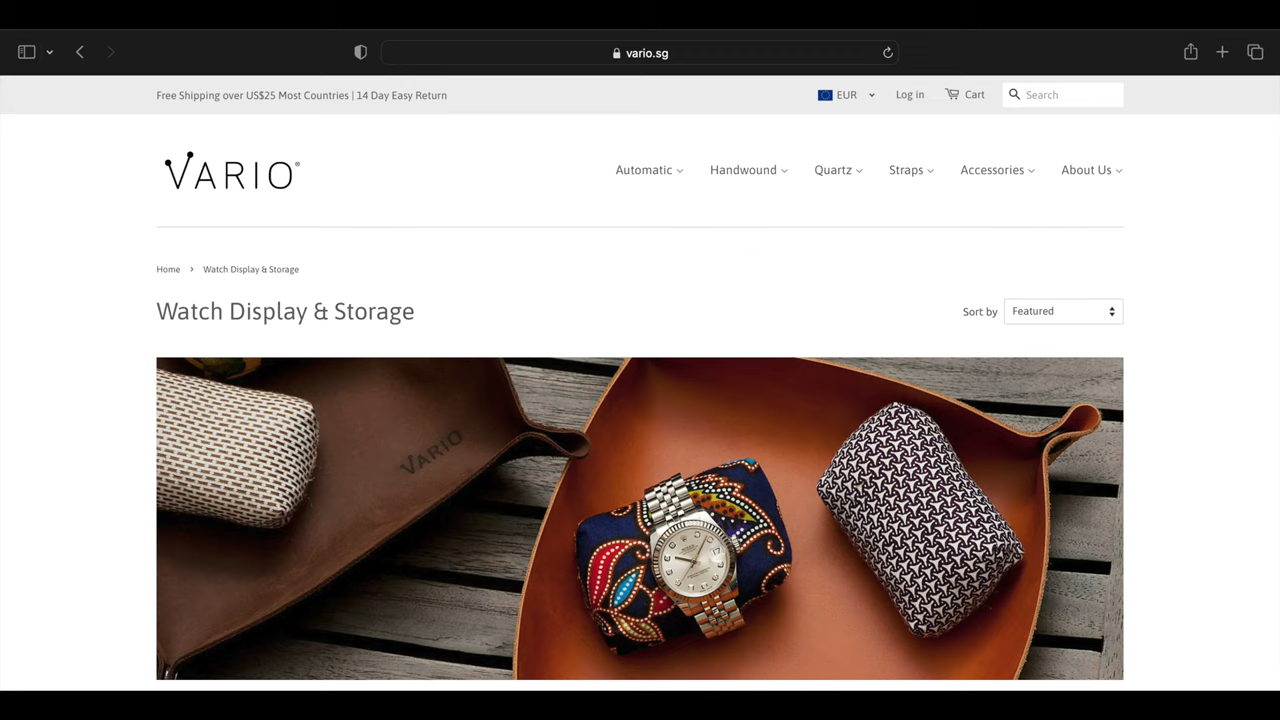 vario.sg
Free Shipping over US$25 Most Countries | 14 Day Easy Return
EUR
Log in
Cart
Search
VARIO®
Automatic
Handwound
Quartz
Straps
Accessories
About Us
Home › Watch Display & Storage
Watch Display & Storage
Sort by
Featured
VARIO